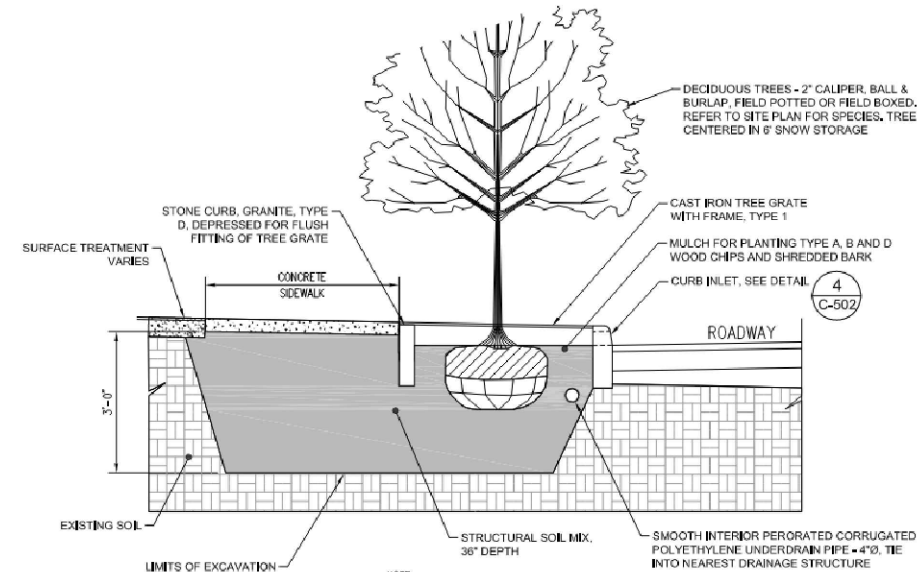 DECIDUOUS TREES - 2" CALIPER, BALL &
BURLAP, FIELD POTTED OR FIELD BOXED.
REFER TO SITE PLAN FOR SPECIES. TREE
CENTERED IN 6' SNOW STORAGE
STONE CURB, GRANITE, TYPE
D, DEPRESSED FOR FLUSH
FITTING OF TREE GRATE
CAST IRON TREE GRATE
WITH FRAME, TYPE 1
SURFACE TREATMENT
VARIES
MULCH FOR PLANTING TYPE A, B AND D
WOOD CHIPS AND SHREDDED BARK
CONCRETE
SIDEWALK
CURB INLET, SEE DETAIL
4
C-502
ROADWAY
3'-0"
EXISTING SOIL
STRUCTURAL SOIL MIX,
36" DEPTH
SMOOTH INTERIOR PERORATED CORRUGATED
POLYETHYLENE UNDERDRAIN PIPE - 4"Ø, TIE
INTO NEAREST DRAINAGE STRUCTURE
LIMITS OF EXCAVATION